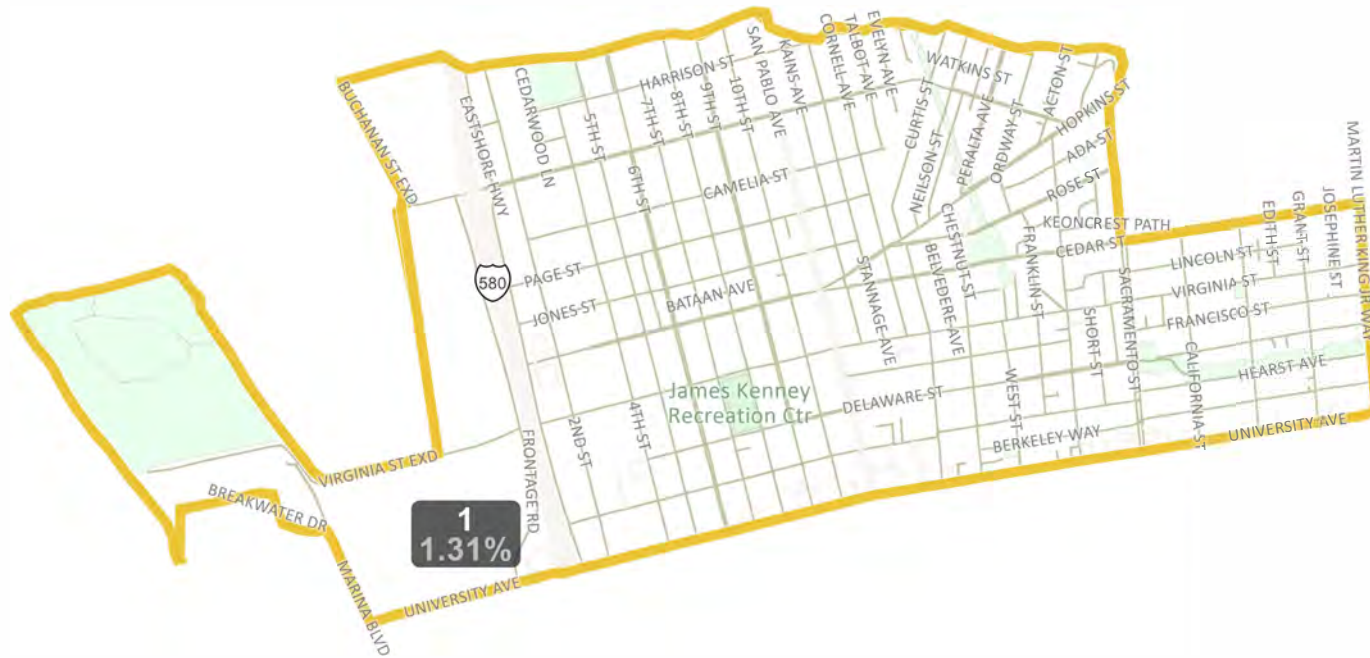 BUCHANAN ST EXD
EASTSHORE HWY
CEDARWOOD LN
HARRISON ST
5TH ST
6TH ST
7TH ST
8TH ST
9TH ST
10TH ST
SAN PABLO AVE
KAINS AVE
CORNELL AVE
TALBOT AVE
EVELYN AVE
WATKINS ST
CURTIS ST
NEILSON ST
PERALTA AVE
ORDWAY ST
ACTON ST
HOPKINS ST
ADA ST
ROSE ST
KEONCREST PATH
CEDAR ST
CAMELIA ST
PAGE ST
JONES ST
BATAAN AVE
580
STANNAGE AVE
BELVEDERE AVE
CHESTNUT ST
FRANKLIN ST
SHORT ST
SACRAMENTO ST
CALIFORNIA ST
LINCOLN ST
VIRGINIA ST
FRANCISCO ST
HEARST AVE
EDITH ST
GRANT ST
JOSEPHINE ST
MARTIN LUTHER KING JR WAY
James Kenney
Recreation Ctr
DELAWARE ST
WEST ST
BERKELEY WAY
UNIVERSITY AVE
2ND ST
4TH ST
FRONTAGE RD
VIRGINIA ST EXD
BREAKWATER DR
MARINA BLVD
UNIVERSITY AVE
1
1.31%